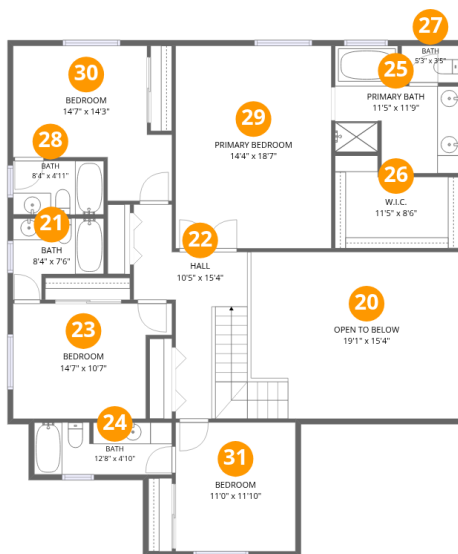 27
BATH
5'3" x 3'5"
30
BEDROOM
14'7" x 14'3"
25
PRIMARY BATH
11'5" x 11'9"
29
PRIMARY BEDROOM
14'4" x 18'7"
28
BATH
8'4" x 4'11"
26
W.I.C.
11'5" x 8'6"
21
BATH
8'4" x 7'6"
22
HALL
10'5" x 15'4"
20
OPEN TO BELOW
19'1" x 15'4"
23
BEDROOM
14'7" x 10'7"
24
BATH
12'8" x 4'10"
31
BEDROOM
11'0" x 11'10"